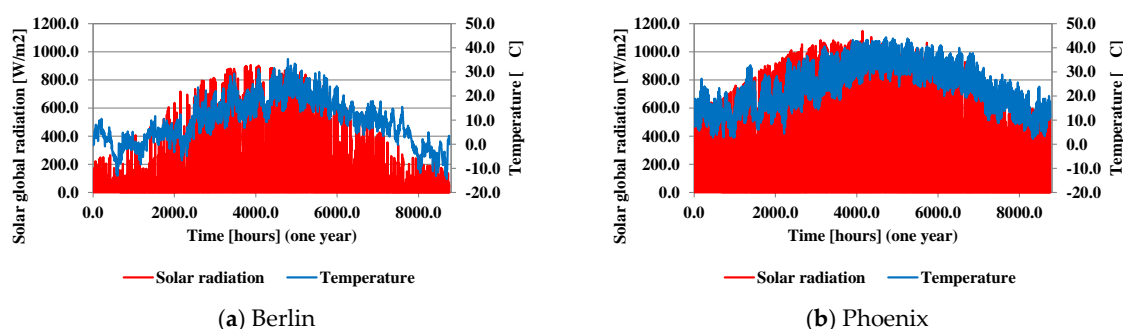 Solar global radiation [W/m2]
1200.0
1000.0
800.0
600.0
400.0
200.0
0.0
0.0 2000.0 4000.0 6000.0 8000.0
Time [hours] (one year)
50.0
40.0
30.0
20.0
10.0
0.0
-10.0
-20.0
Temperature [ C]
Solar radiation Temperature
(a) Berlin
Solar global radiation [W/m2]
1200.0
1000.0
800.0
600.0
400.0
200.0
0.0
0.0 2000.0 4000.0 6000.0 8000.0
Time [hours] (one year)
50.0
40.0
30.0
20.0
10.0
0.0
-10.0
-20.0
Temperature [ C]
Solar radiation Temperature
(b) Phoenix